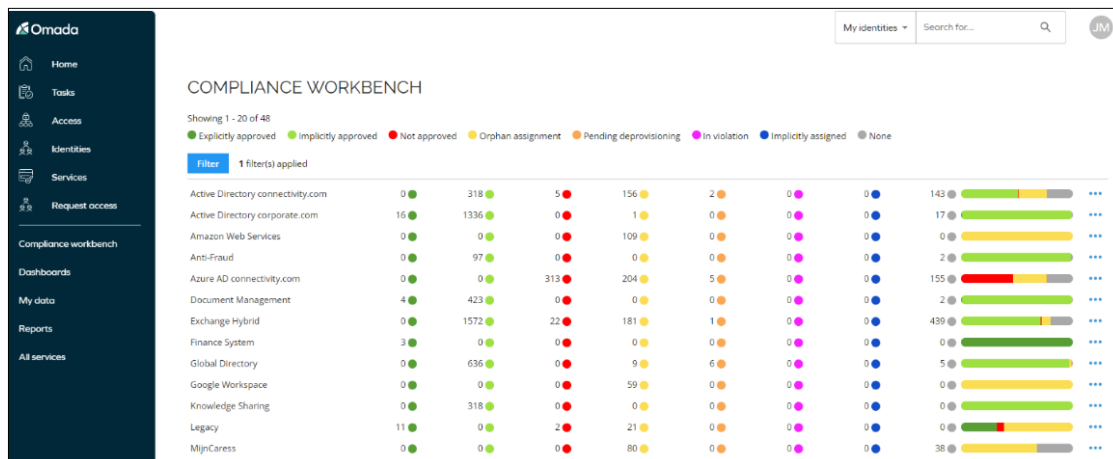 Omada
Home
Tasks
Access
Identities
Services
Request access
Compliance workbench
Dashboards
My data
Reports
All services
My identities Search for... JM
COMPLIANCE WORKBENCH
Showing 1 - 20 of 48
Explicitly approved Implicitly approved Not approved Orphan assignment Pending deprovisioning In violation Implicitly assigned None
Filter 1 filter(s) applied
Active Directory connectivity.com 0 318 5 156 2 0 0 143
Active Directory corporate.com 16 1336 0 1 0 0 0 17
Amazon Web Services 0 0 0 109 0 0 0 0
Anti-Fraud 0 97 0 0 0 0 0 2
Azure AD connectivity.com 0 0 313 204 5 0 0 155
Document Management 4 423 0 0 0 0 0 2
Exchange Hybrid 0 1572 22 181 1 0 0 439
Finance System 3 0 0 0 0 0 0 0
Global Directory 0 636 0 9 6 0 0 5
Google Workspace 0 0 0 59 0 0 0 0
Knowledge Sharing 0 318 0 0 0 0 0 0
Legacy 11 0 2 21 0 0 0 0
MijnCaress 0 0 0 80 0 0 0 38